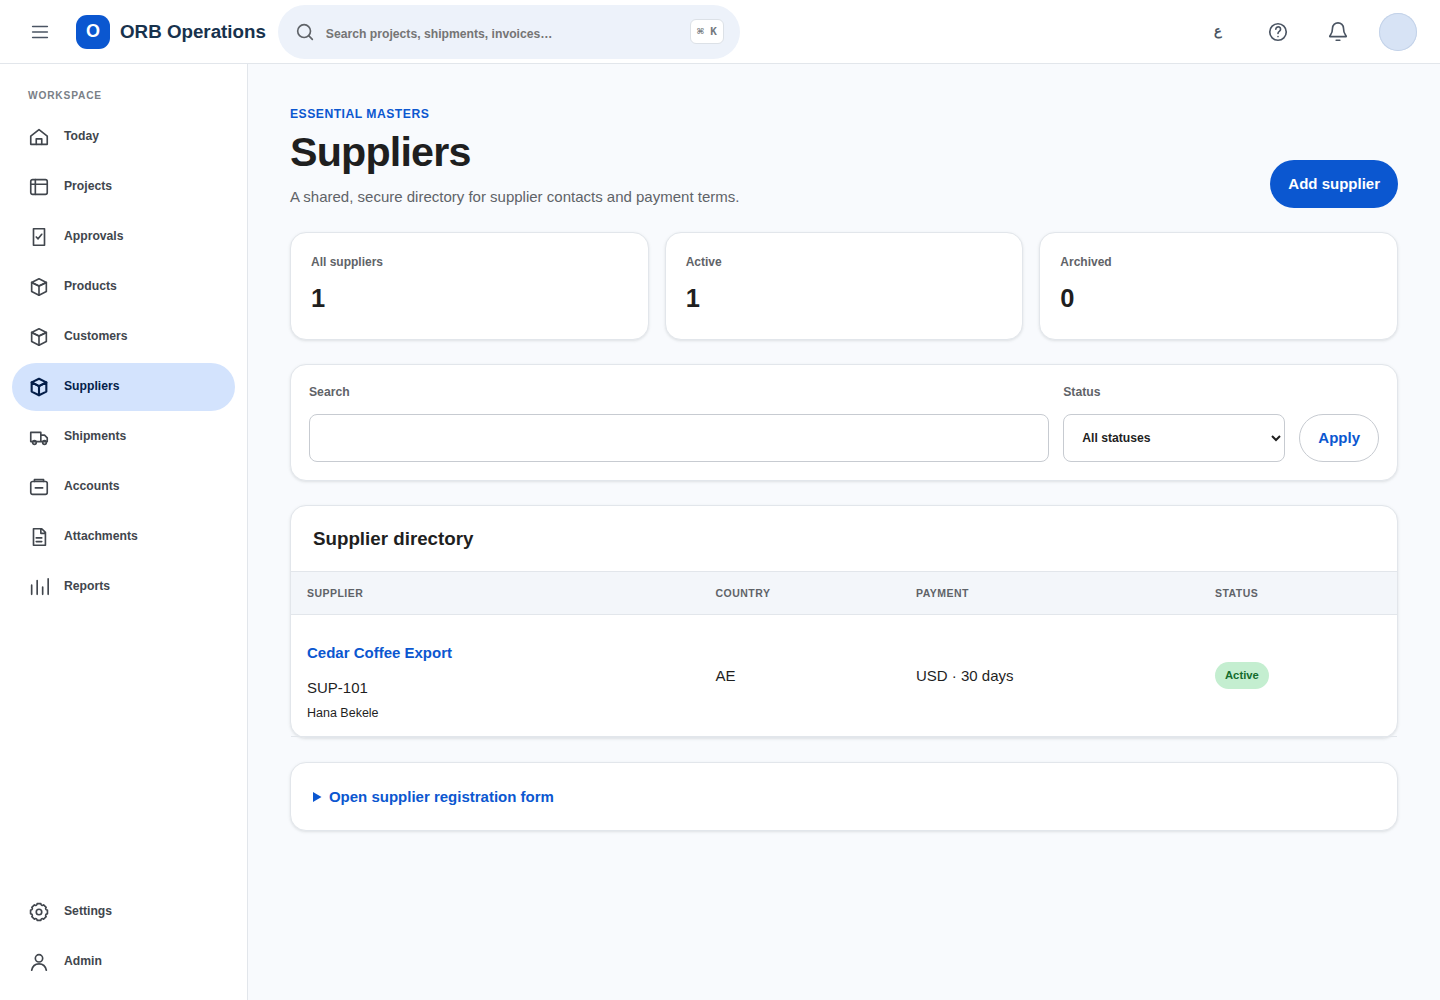 O ORB Operations
Search projects, shipments, invoices…
⌘ K
ع
WORKSPACE
Today
Projects
Approvals
Products
Customers
Suppliers
Shipments
Accounts
Attachments
Reports
Settings
Admin
ESSENTIAL MASTERS
Suppliers
A shared, secure directory for supplier contacts and payment terms.
Add supplier
All suppliers
1
Active
1
Archived
0
Search
Status
All statuses
Apply
Supplier directory
SUPPLIER COUNTRY PAYMENT STATUS
Cedar Coffee Export
SUP-101
Hana Bekele
AE
USD · 30 days
Active
Open supplier registration form